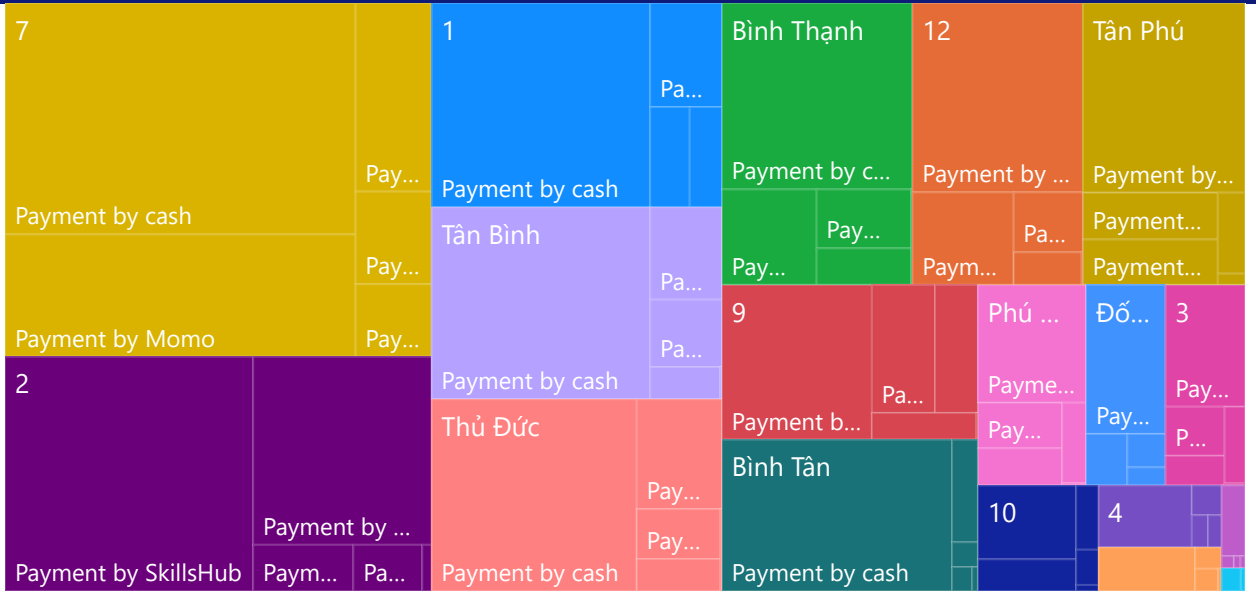 7
Pay...
Payment by cash
Pay...
Payment by Momo
Pay...
2
Payment by ...
Payment by SkillsHub
Paym...
Pa...
1
Pa...
Payment by cash
Tân Bình
Pa...
Pa...
Payment by cash
Thủ Đức
Pay...
Pay...
Payment by cash
Bình Thạnh
Payment by c...
Pay...
Pay...
12
Payment by ...
Pa...
Paym...
Tân Phú
Payment by...
Payment...
Payment...
9
Pa...
Payment b...
Bình Tân
Payment by cash
Phú ...
Payme...
Pay...
Đố...
Pay...
3
Pay...
P...
10
4